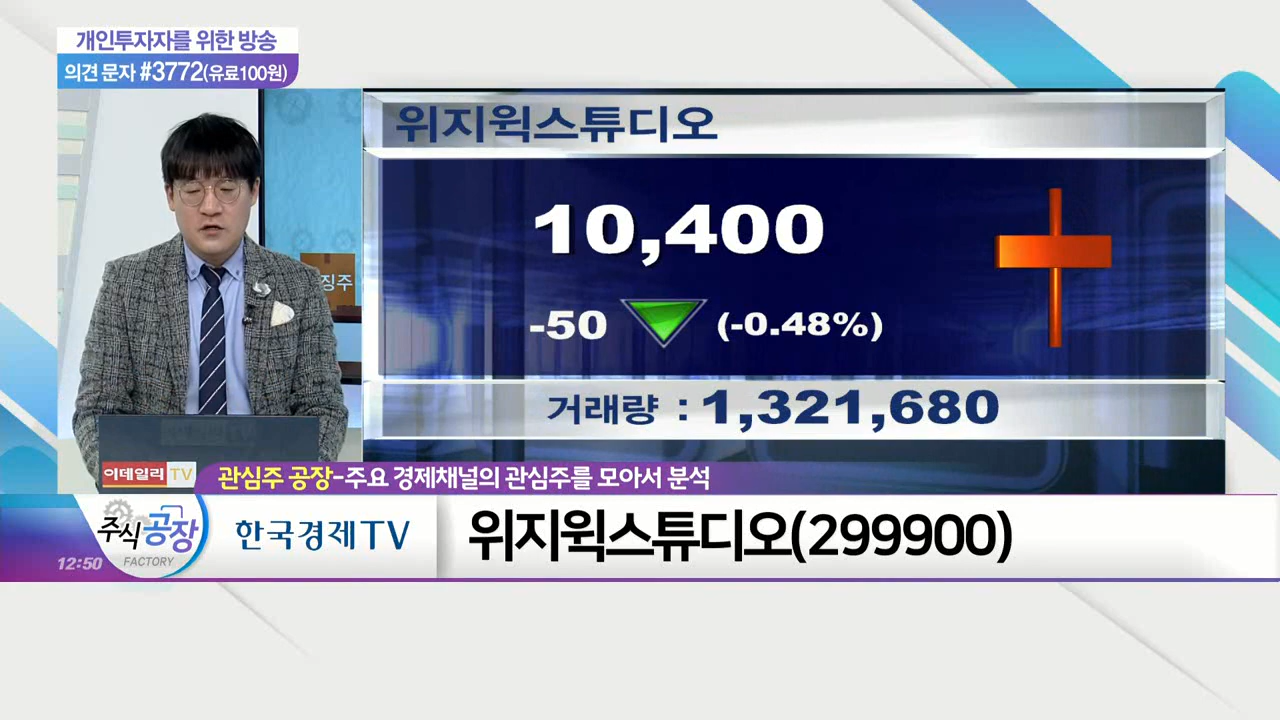 개인투자자를 위한 방송
의견 문자 #3772(유료100원)
위지윅스튜디오
10,400
-50 (-0.48%)
거래량 : 1,321,680
징주
이데일리 TV
관심주 공장-주요 경제채널의 관심주를 모아서 분석
주식공장
FACTORY
12:50
한국경제TV
위지윅스튜디오(299900)